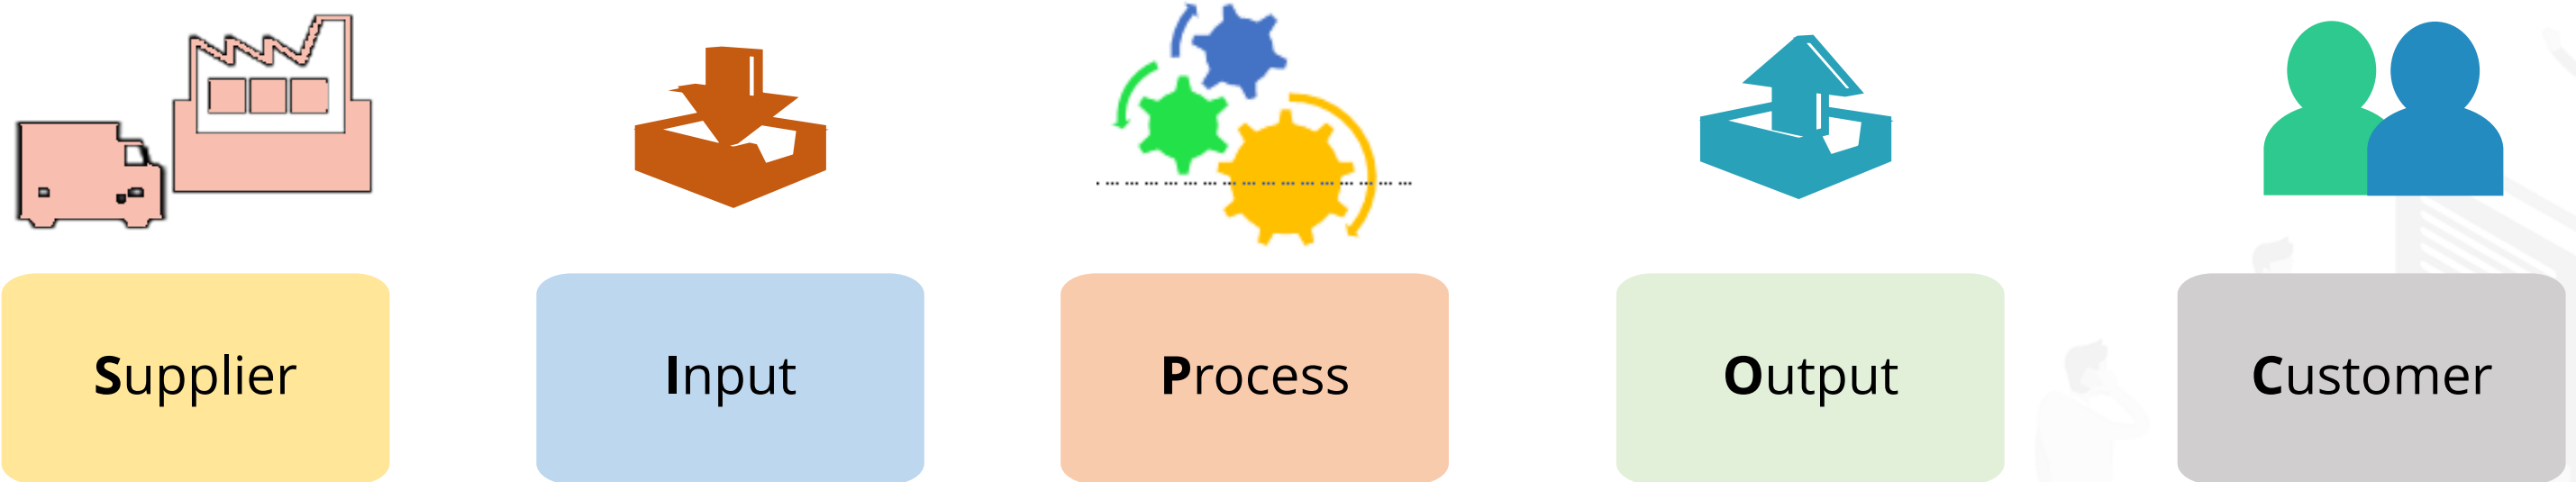 Supplier
Input
Process
Output
Customer